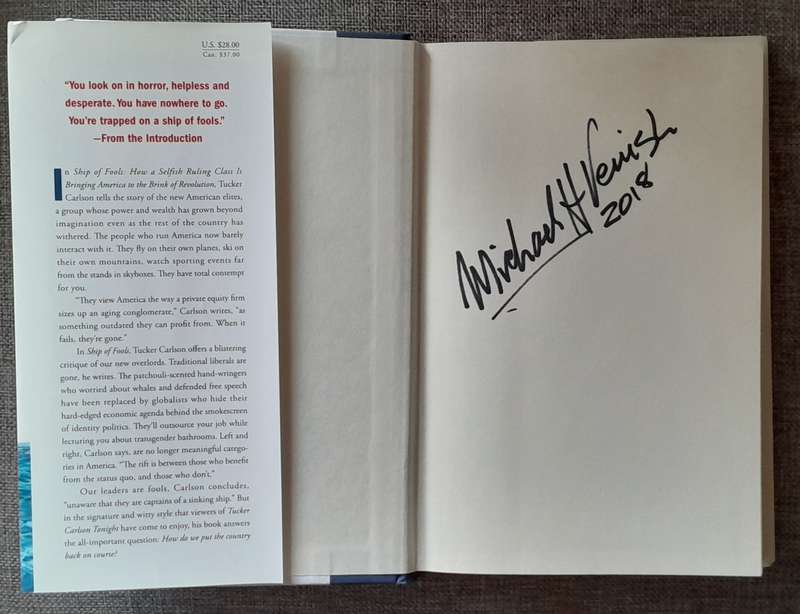 U.S. $28.00
Can. $37.00
“You look on in horror, helpless and
desperate. You have nowhere to go.
You’re trapped on a ship of fools.”
—From the Introduction
In Ship of Fools: How a Selfish Ruling Class Is
Bringing America to the Brink of Revolution, Tucker
Carlson tells the story of the new American elites,
a group whose power and wealth has grown beyond
imagination even as the rest of the country has
withered. The people who run America now barely
interact with it. They fly on their own planes, ski on
their own mountains, watch sporting events far
from the stands in skyboxes. They have total contempt
for you.
“They view America the way a private equity firm
sizes up an aging conglomerate,” Carlson writes, “as
something outdated they can profit from. When it
fails, they’re gone.”
In Ship of Fools, Tucker Carlson offers a blistering
critique of our new overlords. Traditional liberals are
gone, he writes. The patchouli-scented hand-wringers
who worried about whales and defended free speech
have been replaced by globalists who hide their
hard-edged economic agenda behind the smokescreen
of identity politics. They’ll outsource your job while
lecturing you about transgender bathrooms. Left and
right, Carlson says, are no longer meaningful catego-
ries in America. “The rift is between those who benefit
from the status quo, and those who don’t.”
Our leaders are fools, Carlson concludes,
“unaware that they are captains of a sinking ship.” But
in the signature and witty style that viewers of Tucker
Carlson Tonight have come to enjoy, his book answers
the all-important question: How do we put the country
back on course?
Michael H
2018